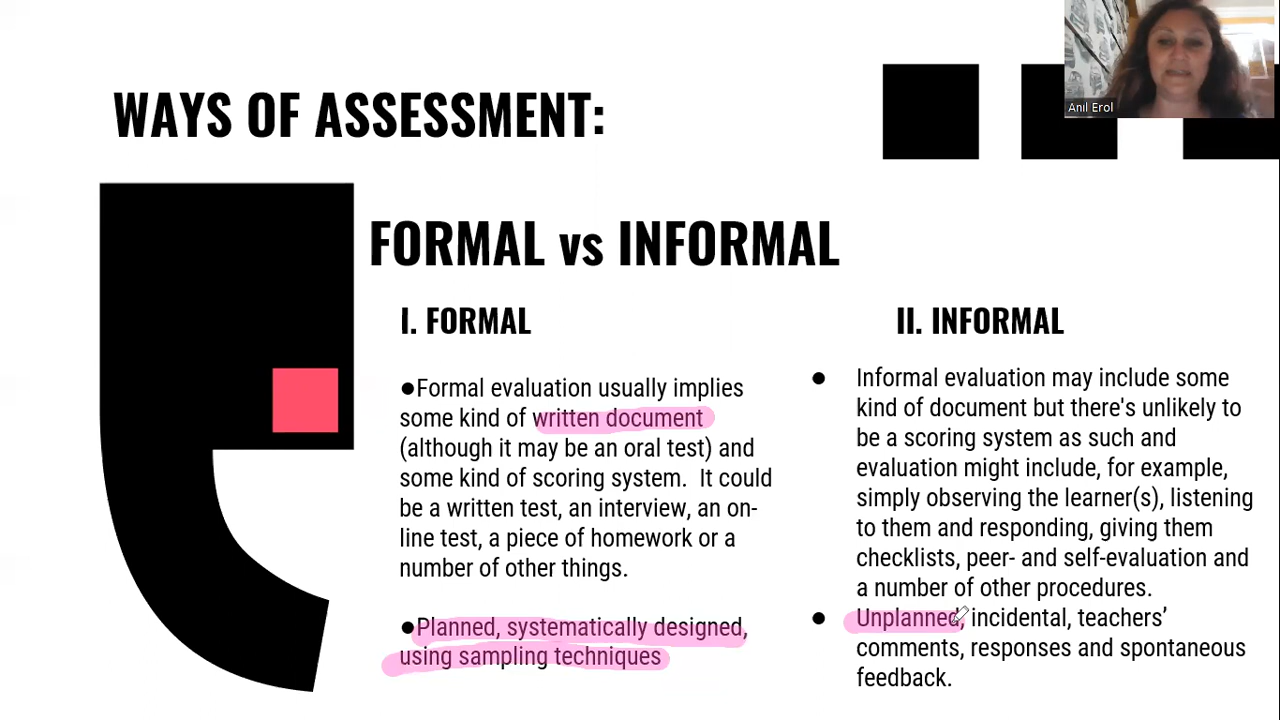 Anil Erol
WAYS OF ASSESSMENT:
FORMAL vs INFORMAL
I. FORMAL
●Formal evaluation usually implies
some kind of written document
(although it may be an oral test) and
some kind of scoring system.  It could
be a written test, an interview, an on-
line test, a piece of homework or a
number of other things.
●Planned, systematically designed,
using sampling techniques
II. INFORMAL
● Informal evaluation may include some
kind of document but there's unlikely to
be a scoring system as such and
evaluation might include, for example,
simply observing the learner(s), listening
to them and responding, giving them
checklists, peer- and self-evaluation and
a number of other procedures.
● Unplanned, incidental, teachers’
comments, responses and spontaneous
feedback.